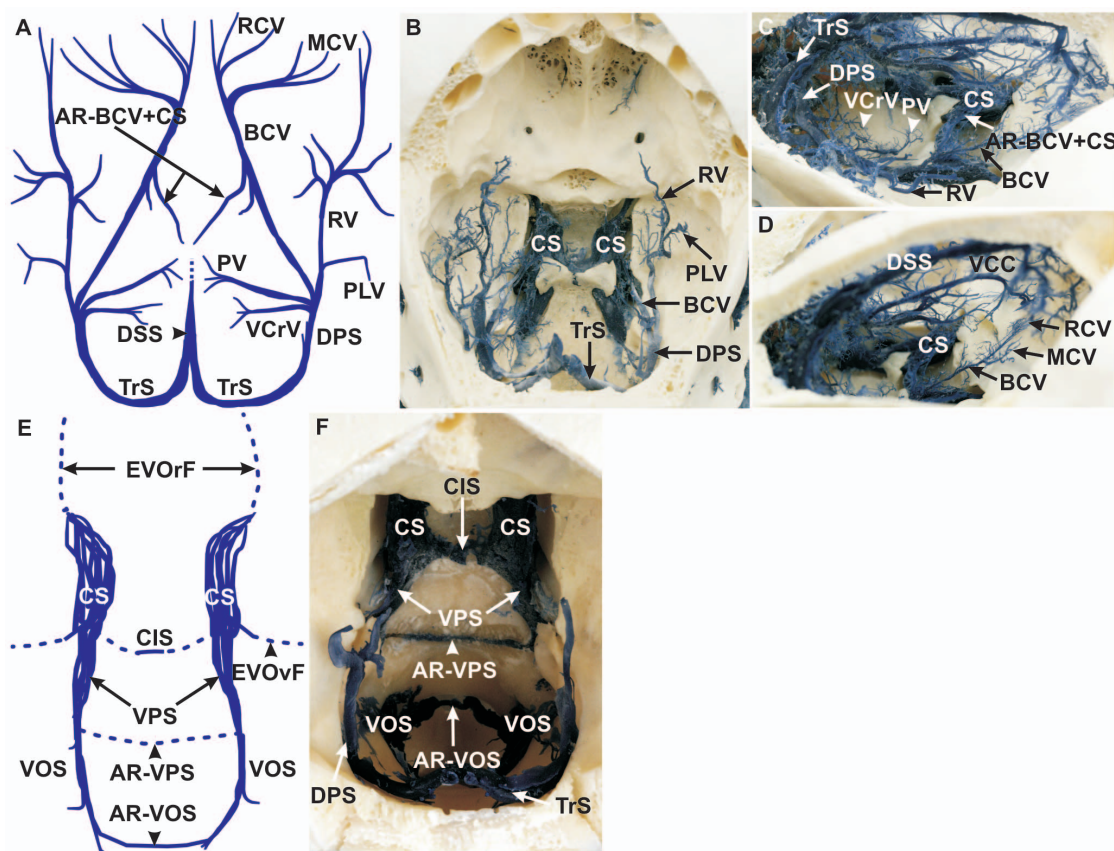 A
RCV
MCV
AR-BCV+CS
BCV
RV
PV
PLV
DSS
VCrV
DPS
TrS
TrS
B
RV
CS
CS
PLV
BCV
TrS
DPS
C
TrS
DPS
VCrV
PV
CS
AR-BCV+CS
BCV
RV
D
DSS
VCC
RCV
CS
MCV
BCV
E
EVOrF
CS
CS
CIS
EVOvF
VPS
VOS
AR-VPS
VOS
AR-VOS
F
CIS
CS
CS
VPS
AR-VPS
VOS
VOS
AR-VOS
DPS
TrS